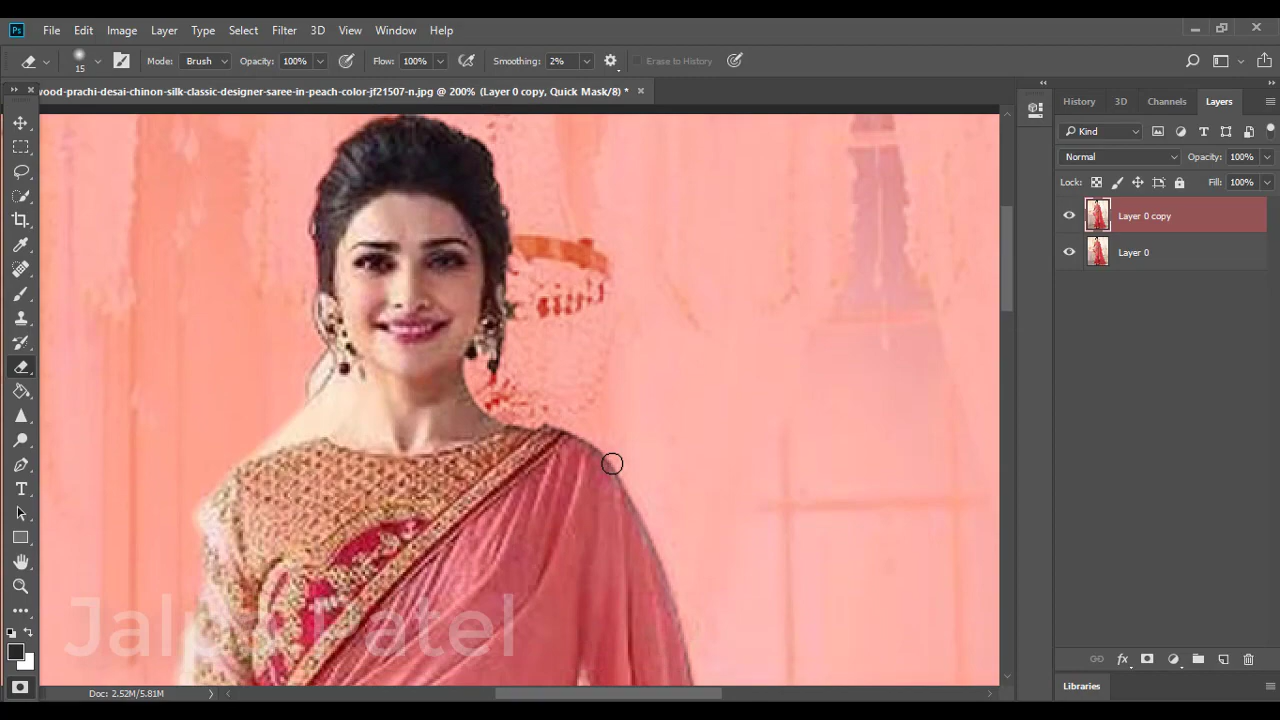 Ps File Edit Image Layer Type Select Filter 3D View Window Help
15 Mode: Brush Opacity: 100% Flow: 100% Smoothing: 2% Erase to History
wood-prachi-desai-chinon-silk-classic-designer-saree-in-peach-color-jf21507-n.jpg @ 200% (Layer 0 copy, Quick Mask/8) *
History 3D Channels Layers
Kind
Normal Opacity: 100%
Lock: Fill: 100%
Layer 0 copy
Layer 0
Jalpa Patel
Doc: 2.52M/5.81M
Libraries